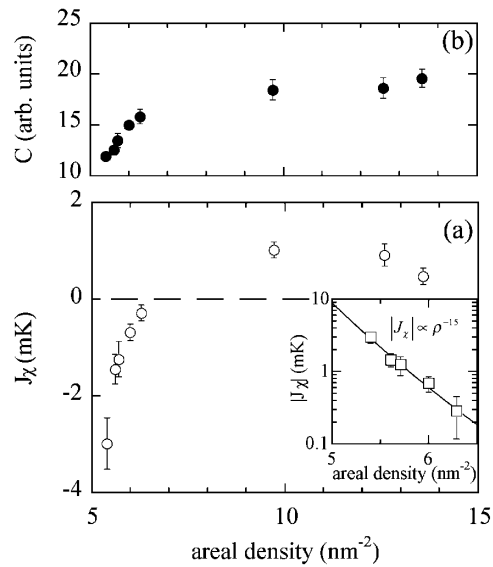 (b)
C (arb. units)
25
20
15
10
(a)
Jχ(mK)
2
0
-2
-4
5
10
15
areal density (nm⁻²)
|Jχ| ∝ ρ⁻¹⁵
|Jχ| (mK)
10
1
0.1
5
6
areal density (nm⁻²)